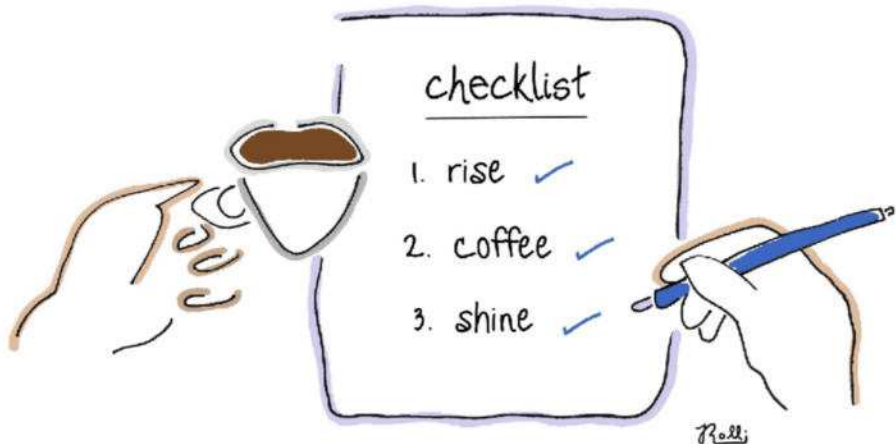 checklist
1. rise
2. coffee
3. shine
Rolli